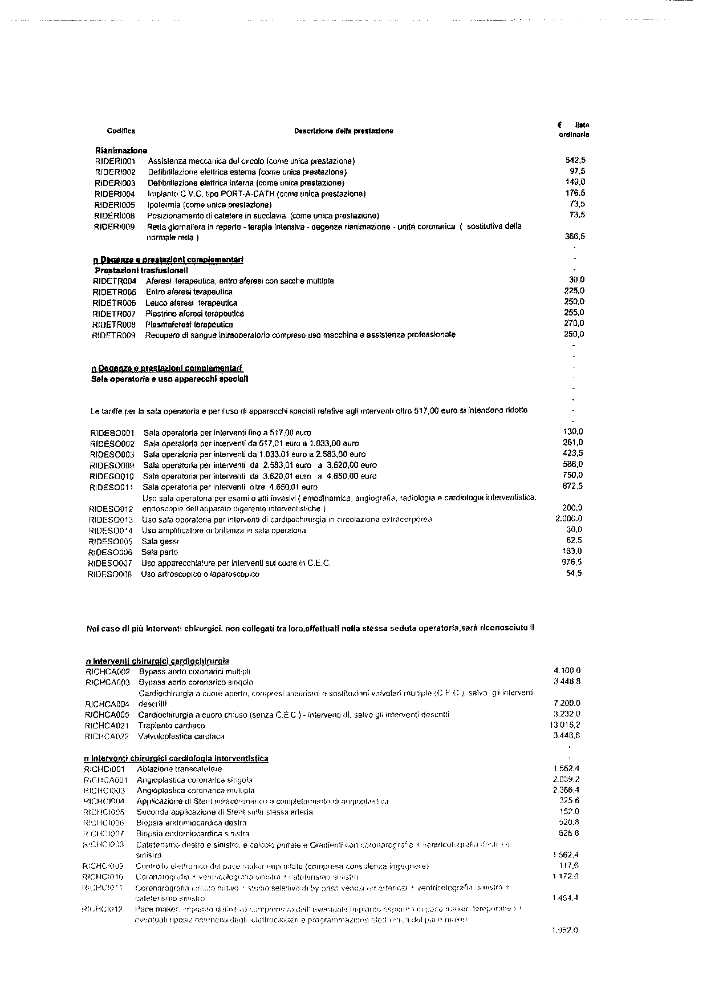 Codifica Descrizione della prestazione € lista
ordinaria
Rianimazione
RIDERI001 Assistenza meccanica del circolo (come unica prestazione) 542,5
RIDERI002 Defibrillazione elettrica esterna (come unica prestazione) 97,5
RIDERI003 Defibrillazione elettrica interna (come unica prestazione) 149,0
RIDERI004 Impianto C.V.C. tipo PORT-A-CATH (come unica prestazione) 176,5
RIDERI005 Ipotermia (come unica prestazione) 73,5
RIDERI006 Posizionamento di catetere in succlavia (come unica prestazione) 73,5
RIDERI009 Retta giornaliera in reparto - terapia intensiva - degenza rianimazione - unità coronarica ( sostitutiva della
normale retta ) 366,5
-
n Degenze e prestazioni complementari -
Prestazioni trasfusionali -
RIDETR004 Aferesi terapeutica, eritro aferesi con sacche multiple 30,0
RIDETR005 Eritro aferesi terapeutica 225,0
RIDETR006 Leuco aferesi terapeutica 250,0
RIDETR007 Piastrino aferesi terapeutica 255,0
RIDETR008 Plasmaferesi terapeutica 270,0
RIDETR009 Recupero di sangue intraoperatorio compreso uso macchine e assistenza professionale 250,0
-
-
n Degenze e prestazioni complementari -
Sala operatoria e uso apparecchi speciali -
-
-
Le tariffe per la sala operatoria e per l'uso di apparecchi speciali relative agli interventi oltre 517,00 euro si intendono ridotte -
-
RIDESO001 Sala operatoria per interventi fino a 517,00 euro 130,0
RIDESO002 Sala operatoria per interventi da 517,01 euro a 1.033,00 euro 261,0
RIDESO003 Sala operatoria per interventi da 1.033.01 euro a 2.583,00 euro 423,5
RIDESO009 Sala operatoria per interventi da 2.583,01 euro a 3.620,00 euro 586,0
RIDESO010 Sala operatoria per interventi da 3.620,01 euro a 4.650,00 euro 750,0
RIDESO011 Sala operatoria per interventi oltre 4.650,01 euro 872,5
Uso sala operatoria per esami o atti invasivi ( emodinamica, angiografia, radiologia e cardiologia interventistica,
RIDESO012 endoscopie dell apparato digerente interventistiche ) 200,0
RIDESO013 Uso sala operatoria per interventi di cardipochirurgia in circolazione extracorporea 2.000,0
RIDESO014 Uso amplificatore di brillanza in sala operatoria 30,0
RIDESO005 Sala gessi 62,5
RIDESO006 Sala parto 163,0
RIDESO007 Uso apparecchiature per interventi sul cuore in C.E.C. 976,5
RIDESO008 Uso artroscopico o laparoscopico 54,5
Nel caso di più interventi chirurgici, non collegati tra loro,effettuati nella stessa seduta operatoria,sarà riconosciuto il
n Interventi chirurgici cardiochirurgia
RICHCA002 Bypass aorto coronarici multipli 4.100,0
RICHCA003 Bypass aorto coronarico singolo 3.448,8
Cardiochirurgia a cuore aperto, compresi aneurismi e sostituzioni valvolari multiple (C.E.C.), salvo gli interventi
RICHCA004 descritti 7.200,0
RICHCA005 Cardiochirurgia a cuore chiuso (senza C.E.C.) - interventi di, salvo gli interventi descritti 3.232,0
RICHCA021 Trapianto cardiaco 13.016,2
RICHCA022 Valvuloplastica cardiaca 3.448,8
-
n Interventi chirurgici cardiologia interventistica -
RICHCI001 Ablazione transcatetere 1.562,4
RICHCA001 Angioplastica coronarica singola 2.039,2
RICHCI003 Angioplastica coronarica multipla 2.386,4
RICHCI004 Applicazione di Stent intracoronarico a completamento di angioplastica 325,6
RICHCI005 Seconda applicazione di Stent sulla stessa arteria 152,0
RICHCI006 Biopsia endomiocardica destra 520,8
RICHCI007 Biopsia endomiocardica sinistra 628,8
RICHCI008 Cateterismo destro e sinistro, e calcolo portate e Gradienti con coronarografia + ventricolografia destra e
sinistra 1.562,4
RICHCI009 Controllo elettronico del pace maker impiantato (compresa consulenza ingegnere) 117,6
RICHCI010 Coronarografia + ventricolografia sinistra + cateterismo sinistro 1.172,0
RICHCI011 Coronarografia circolo nativo + studio selettivo di by-pass venosi ed arteriosi + ventricolografia sinistra +
cateterismo sinistro 1.454,4
RICHCI012 Pace maker, impianto definitivo comprensivo dell' eventuale impianto/espianto di pace maker temporaneo +
eventuali riposizionamenti degli elettrocateteri e programmazione elettronica del pace maker
1.952,0